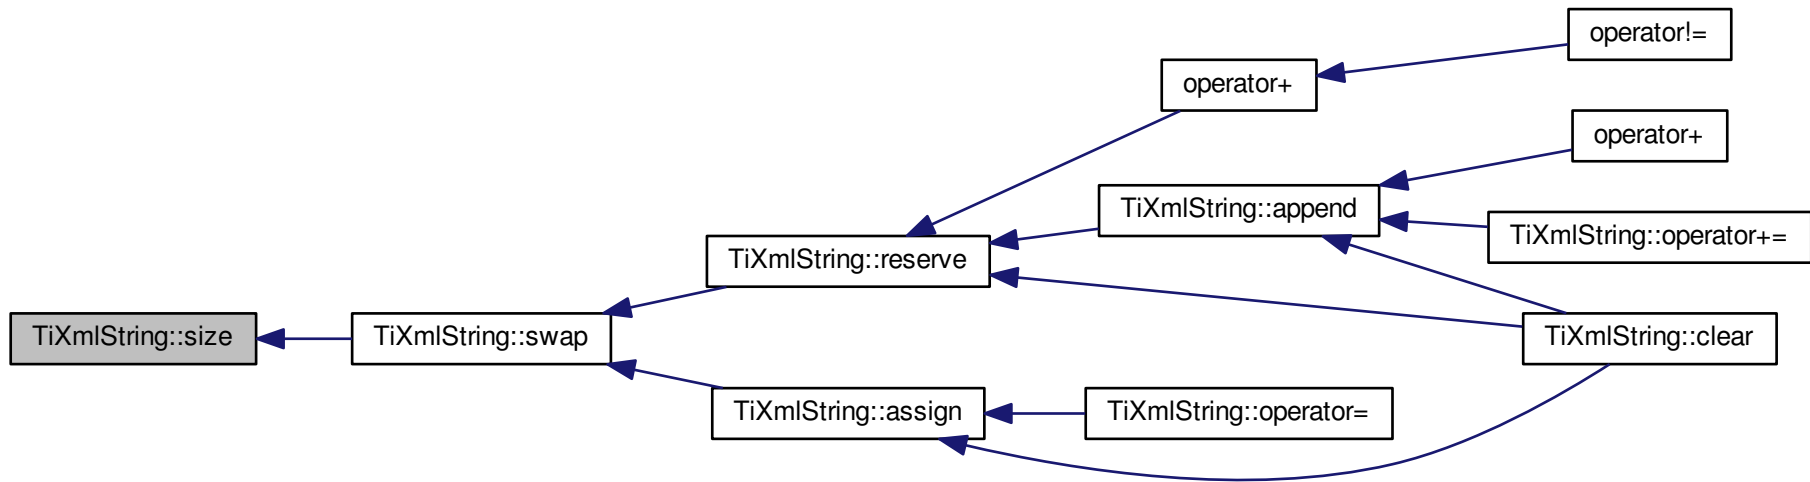 operator!=
operator+
operator+
TiXmlString::append
TiXmlString::operator+=
TiXmlString::reserve
TiXmlString::size
TiXmlString::swap
TiXmlString::clear
TiXmlString::assign
TiXmlString::operator=